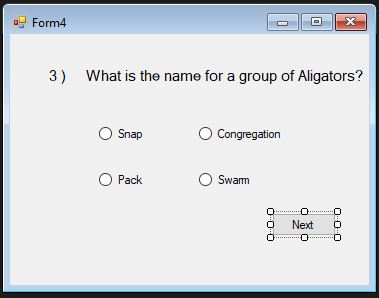 Form4
3 ) What is the name for a group of Aligators?
Snap Congregation
Pack Swarm
Next